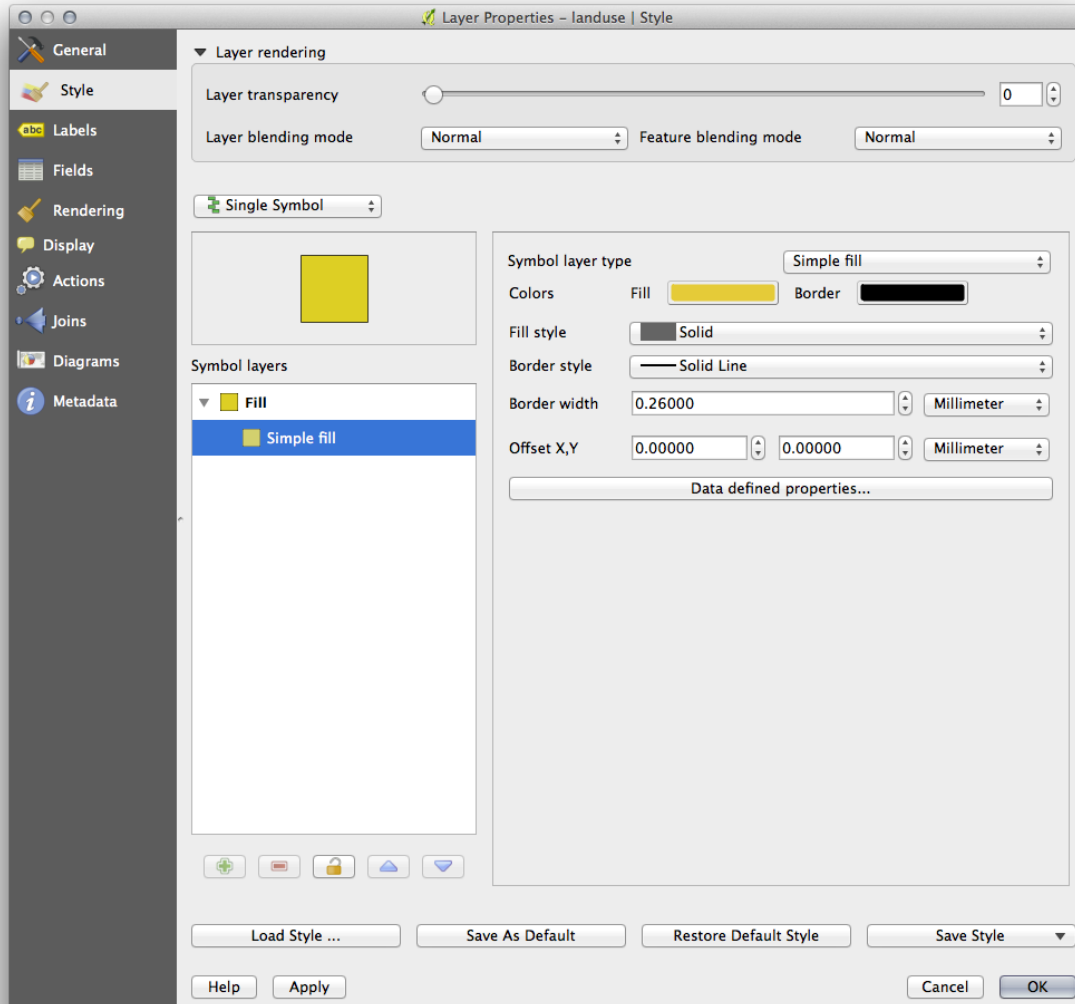 Layer Properties - landuse | Style
General
Style
abc Labels
Fields
Rendering
Display
Actions
Joins
Diagrams
i Metadata
Layer rendering
Layer transparency 0
Layer blending mode Normal Feature blending mode Normal
Single Symbol
Symbol layers
Fill
Simple fill
Symbol layer type Simple fill
Colors Fill Border
Fill style Solid
Border style Solid Line
Border width 0.26000 Millimeter
Offset X,Y 0.00000 0.00000 Millimeter
Data defined properties...
Load Style ... Save As Default Restore Default Style Save Style
Help Apply Cancel OK